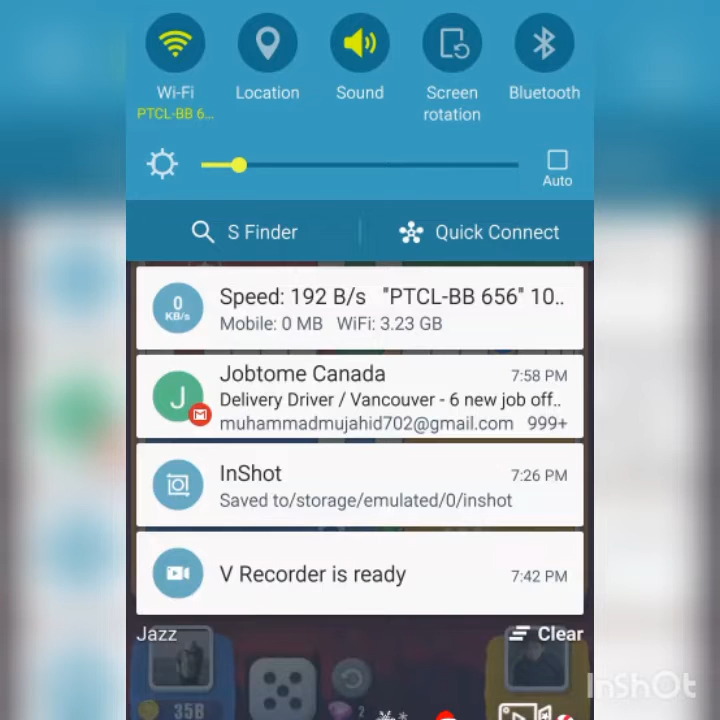 Wi-Fi
PTCL-BB 6...
Location
Sound
Screen
rotation
Bluetooth
Auto
S Finder
Quick Connect
0
KB/s
Speed: 192 B/s "PTCL-BB 656" 10..
Mobile: 0 MB WiFi: 3.23 GB
J
Jobtome Canada
7:58 PM
Delivery Driver / Vancouver - 6 new job off..
muhammadmujahid702@gmail.com 999+
InShot
7:26 PM
Saved to/storage/emulated/0/inshot
V Recorder is ready
7:42 PM
Jazz
Clear
InShOt
35B
2